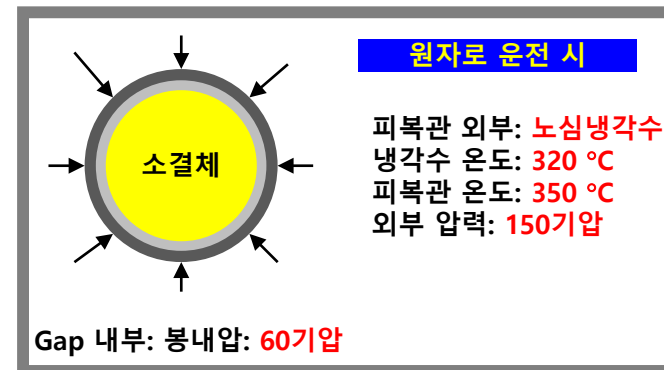 원자로 운전 시
소결체
피복관 외부: 노심냉각수
냉각수 온도: 320 ℃
피복관 온도: 350 ℃
외부 압력: 150기압
Gap 내부: 봉내압: 60기압